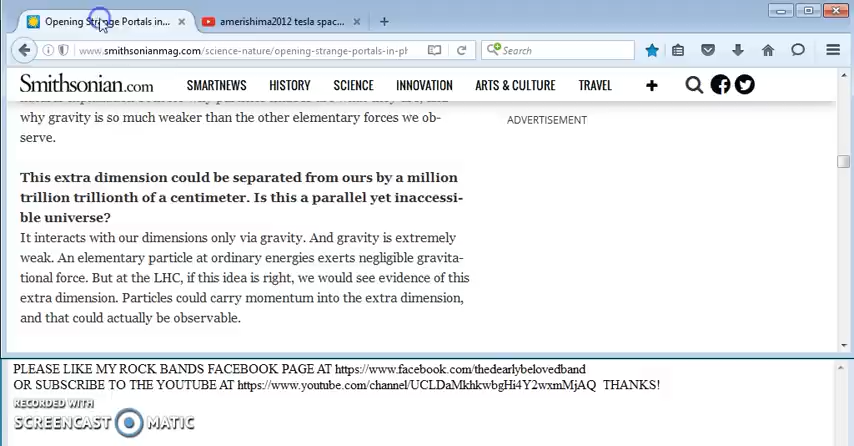 Opening Strange Portals in...
amerishima2012 tesla spac...
www.smithsonianmag.com/science-nature/opening-strange-portals-in-ph
Search
Smithsonian.com
SMARTNEWS HISTORY SCIENCE INNOVATION ARTS & CULTURE TRAVEL
why gravity is so much weaker than the other elementary forces we ob-
serve.
ADVERTISEMENT
This extra dimension could be separated from ours by a million
trillion trillionth of a centimeter. Is this a parallel yet inaccessi-
ble universe?
It interacts with our dimensions only via gravity. And gravity is extremely
weak. An elementary particle at ordinary energies exerts negligible gravita-
tional force. But at the LHC, if this idea is right, we would see evidence of this
extra dimension. Particles could carry momentum into the extra dimension,
and that could actually be observable.
PLEASE LIKE MY ROCK BANDS FACEBOOK PAGE AT https://www.facebook.com/thedearlybelovedband
OR SUBSCRIBE TO THE YOUTUBE AT https://www.youtube.com/channel/UCLDaMkhkwbgHi4Y2wxmMjAQ THANKS!
RECORDED WITH
SCREENCAST MATIC